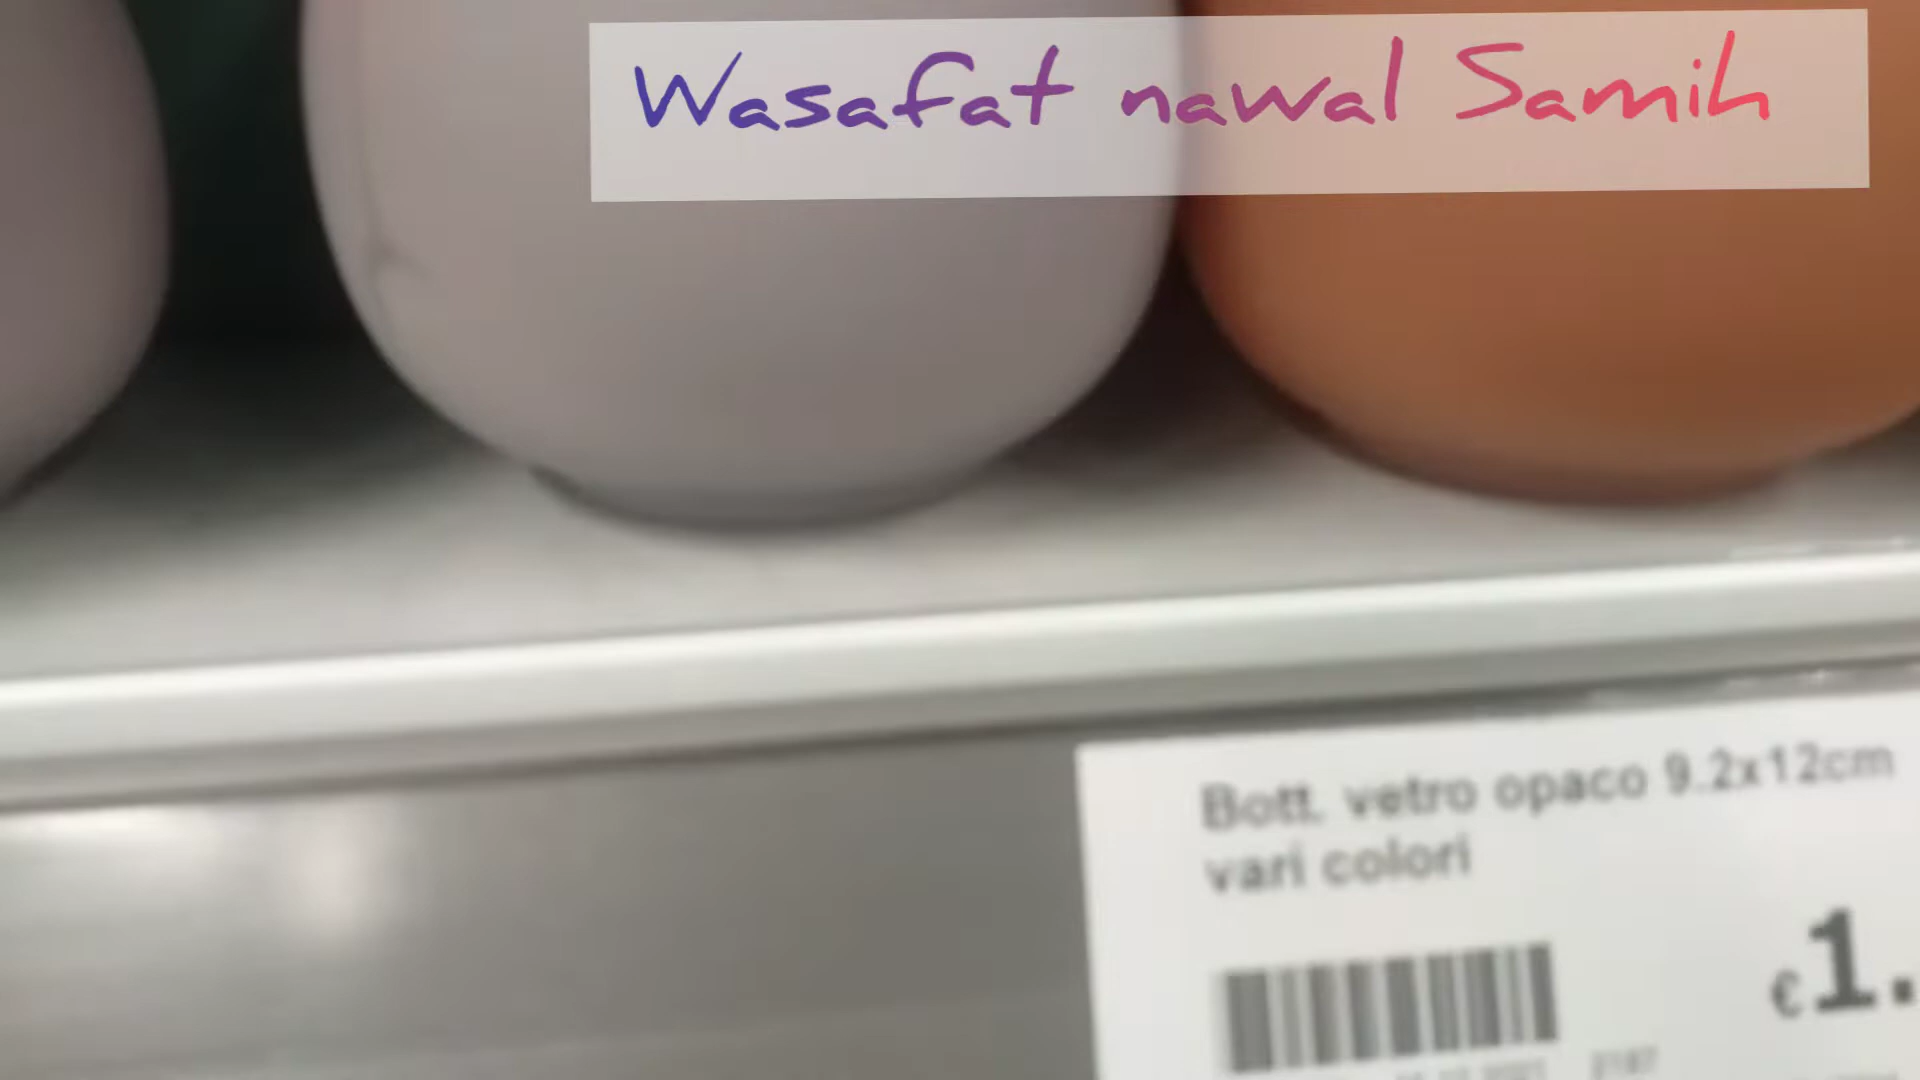 Wasafat nawal Samih
Bott. vetro opaco 9.2x12cm
vari colori
€1.